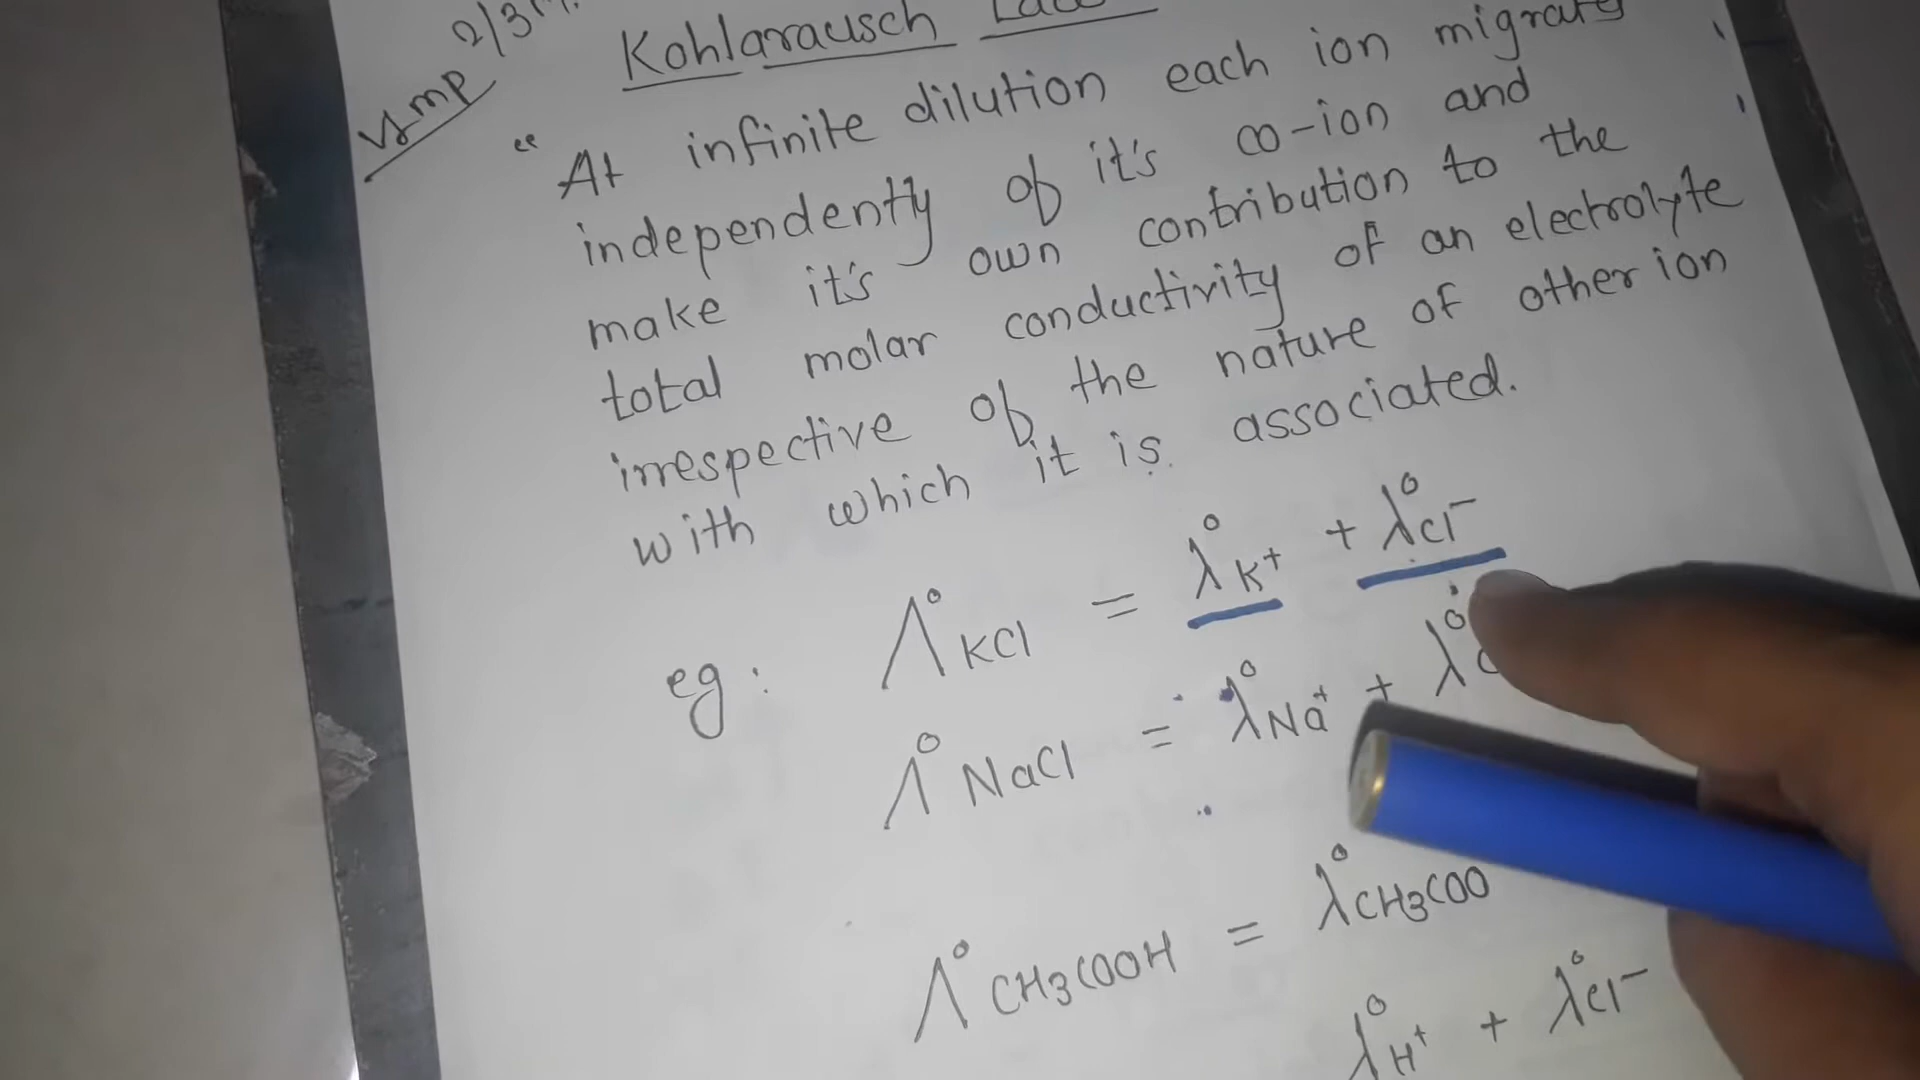 2/3 M.
Imp
Kohlarausch Law
“ At infinite dilution each ion migrates
independently of it's co-ion and
make it's own contribution to the
total molar conductivity of an electrolyte
irrespective of the nature of other ion
with which it is associated.
eg: Λ°KCl = λ°K⁺ + λ°Cl⁻
Λ°NaCl = λ°Na⁺ + λ°
Λ°CH3COOH = λ°CH3COO
λ°H⁺ + λ°Cl⁻